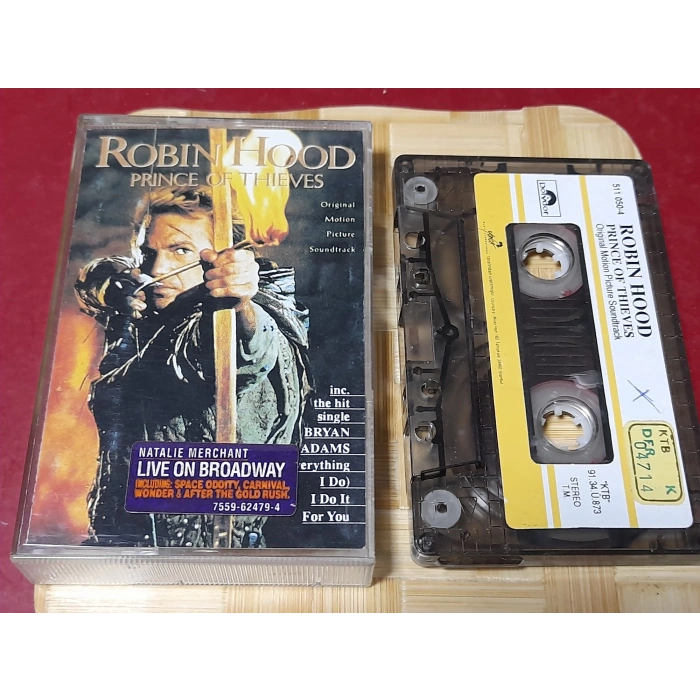 ROBIN HOOD
PRINCE OF THIEVES
Original
Motion
Picture
Soundtrack
inc.
the hit
single
BRYAN
ADAMS
verything
I Do)
I Do It
For You
NATALIE MERCHANT
LIVE ON BROADWAY
INCLUDING: SPACE ODDITY, CARNIVAL,
WONDER & AFTER THE GOLD RUSH.
7559-62479-4
Polydor
511 050-4
ROBIN HOOD
PRINCE OF THIEVES
Original Motion Picture Soundtrack
KTB K
DFR
04714
"KTB"
91.34.Ü.873
STEREO
T.M.